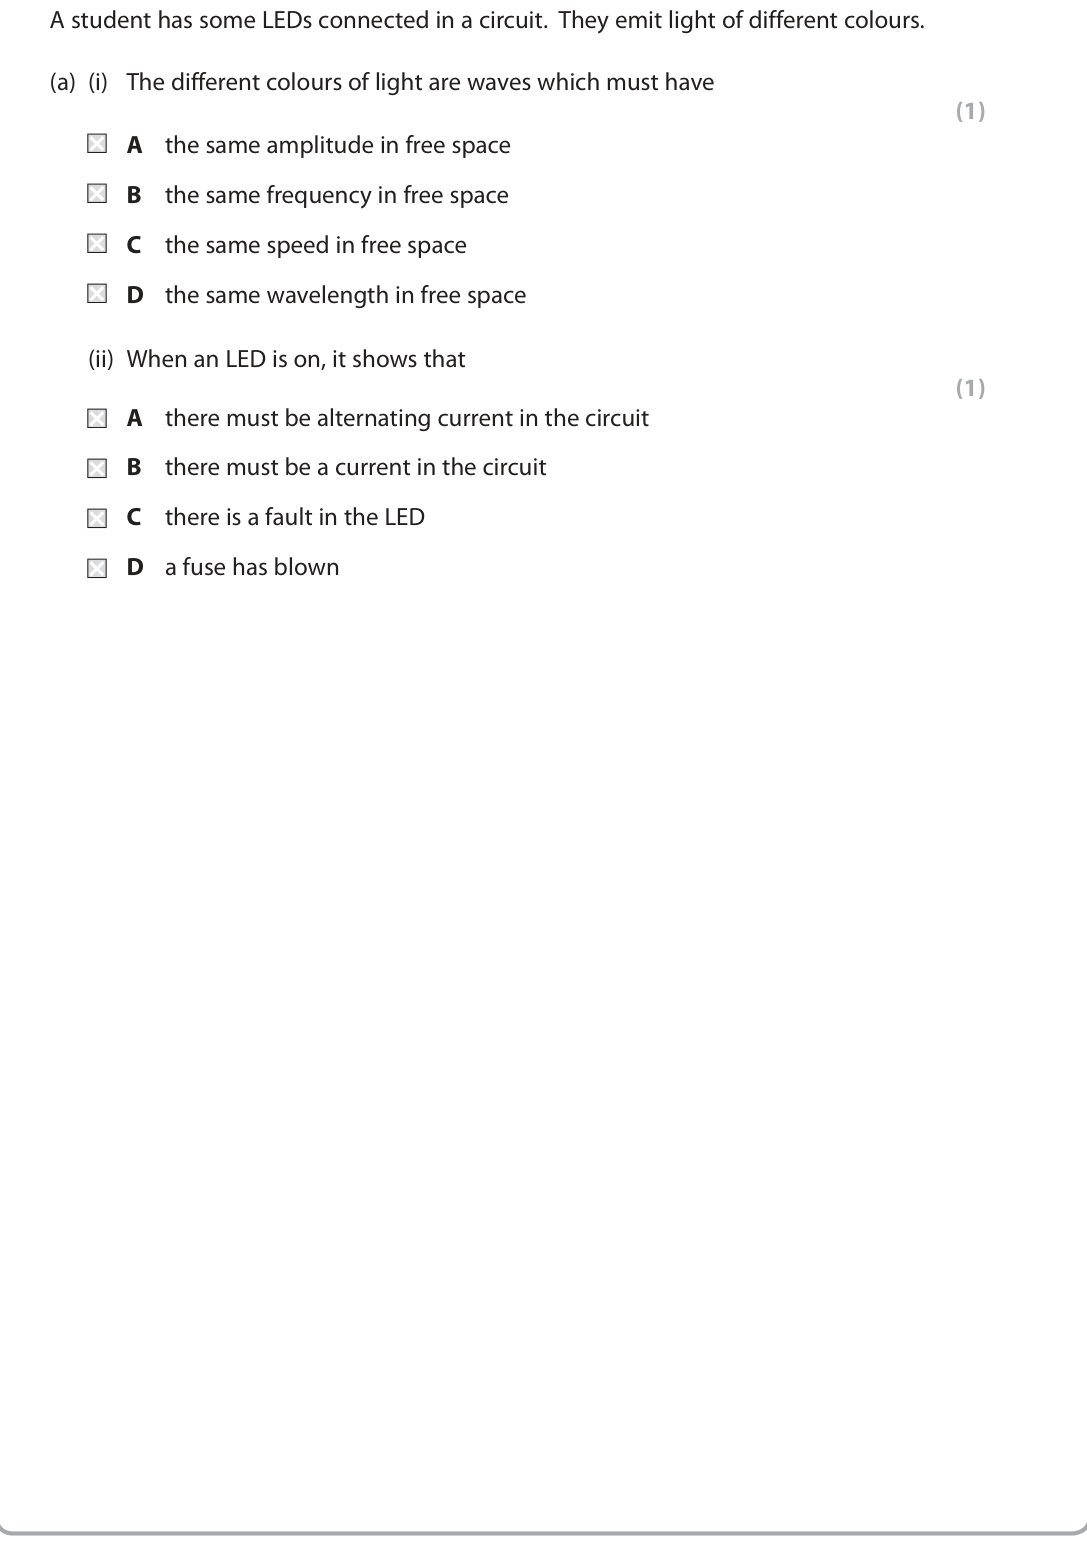 A student has some LEDs connected in a circuit. They emit light of different colours.
(a) (i) The different colours of light are waves which must have
(1)
A the same amplitude in free space
B the same frequency in free space
C the same speed in free space
D the same wavelength in free space
(ii) When an LED is on, it shows that
(1)
A there must be alternating current in the circuit
B there must be a current in the circuit
C there is a fault in the LED
D a fuse has blown